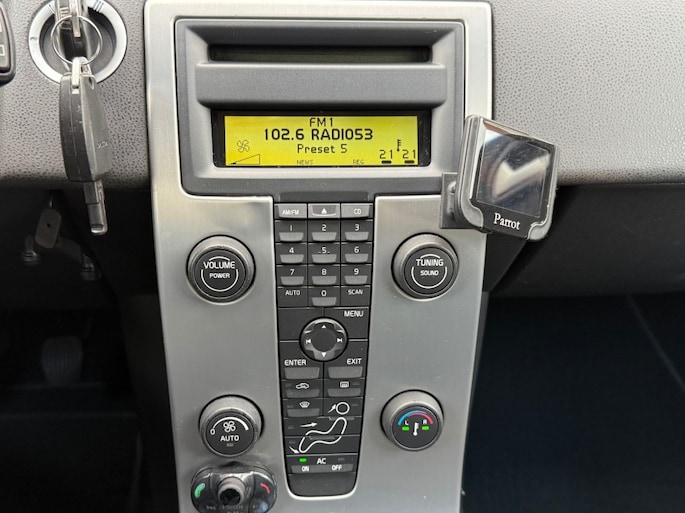 FM1
102.6 RADIO53
Preset 5
NEWS
REG
21 21
Parrot
AM/FM
CD
1
2
3
4
5
6
7
8
9
AUTO
0
SCAN
VOLUME
POWER
TUNING
SOUND
MENU
ENTER
EXIT
0
AUTO
L R
AC
ON
OFF